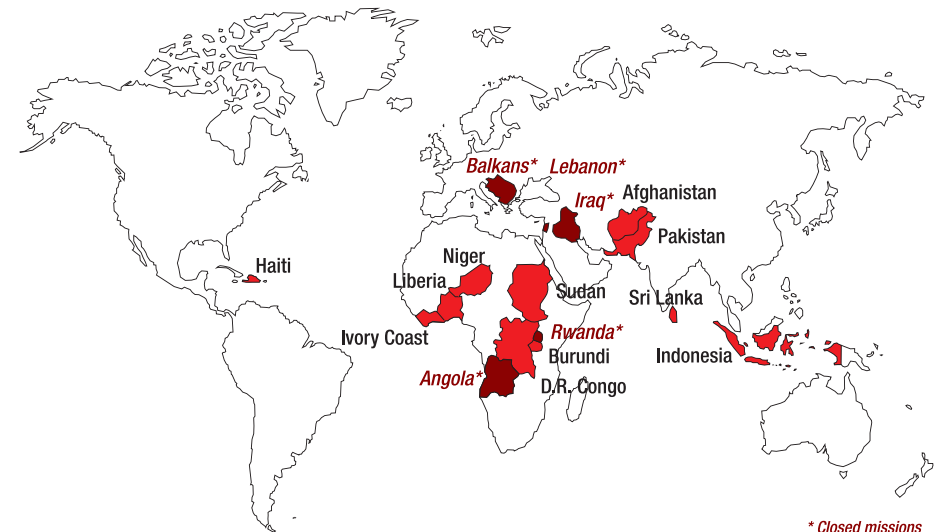 Balkans* Lebanon*
Iraq* Afghanistan
Pakistan
Haiti
Niger
Liberia
Sudan
Sri Lanka
Ivory Coast
Rwanda*
Indonesia
Burundi
Angola*
D.R. Congo
* Closed missions